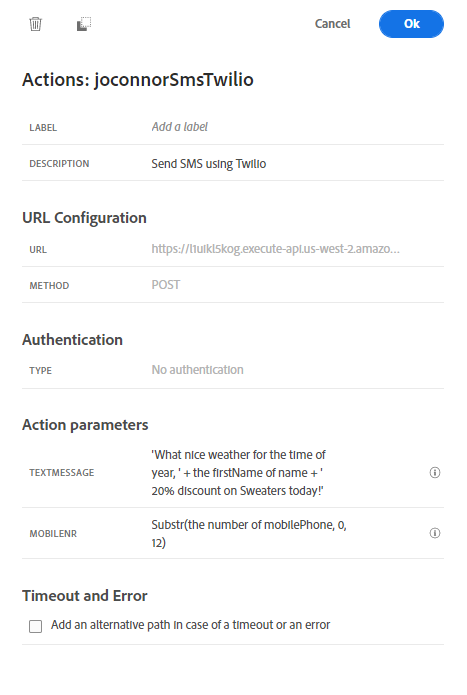 Cancel
Ok
Actions: joconnorSmsTwilio
LABEL
Add a label
DESCRIPTION
Send SMS using Twilio
URL Configuration
URL
https://l1uik15kog.execute-api.us-west-2.amazo...
METHOD
POST
Authentication
TYPE
No authentication
Action parameters
TEXTMESSAGE
'What nice weather for the time of
year, ' + the firstName of name + '
20% discount on Sweaters today!'
MOBILENR
Substr(the number of mobilePhone, 0,
12)
Timeout and Error
Add an alternative path in case of a timeout or an error